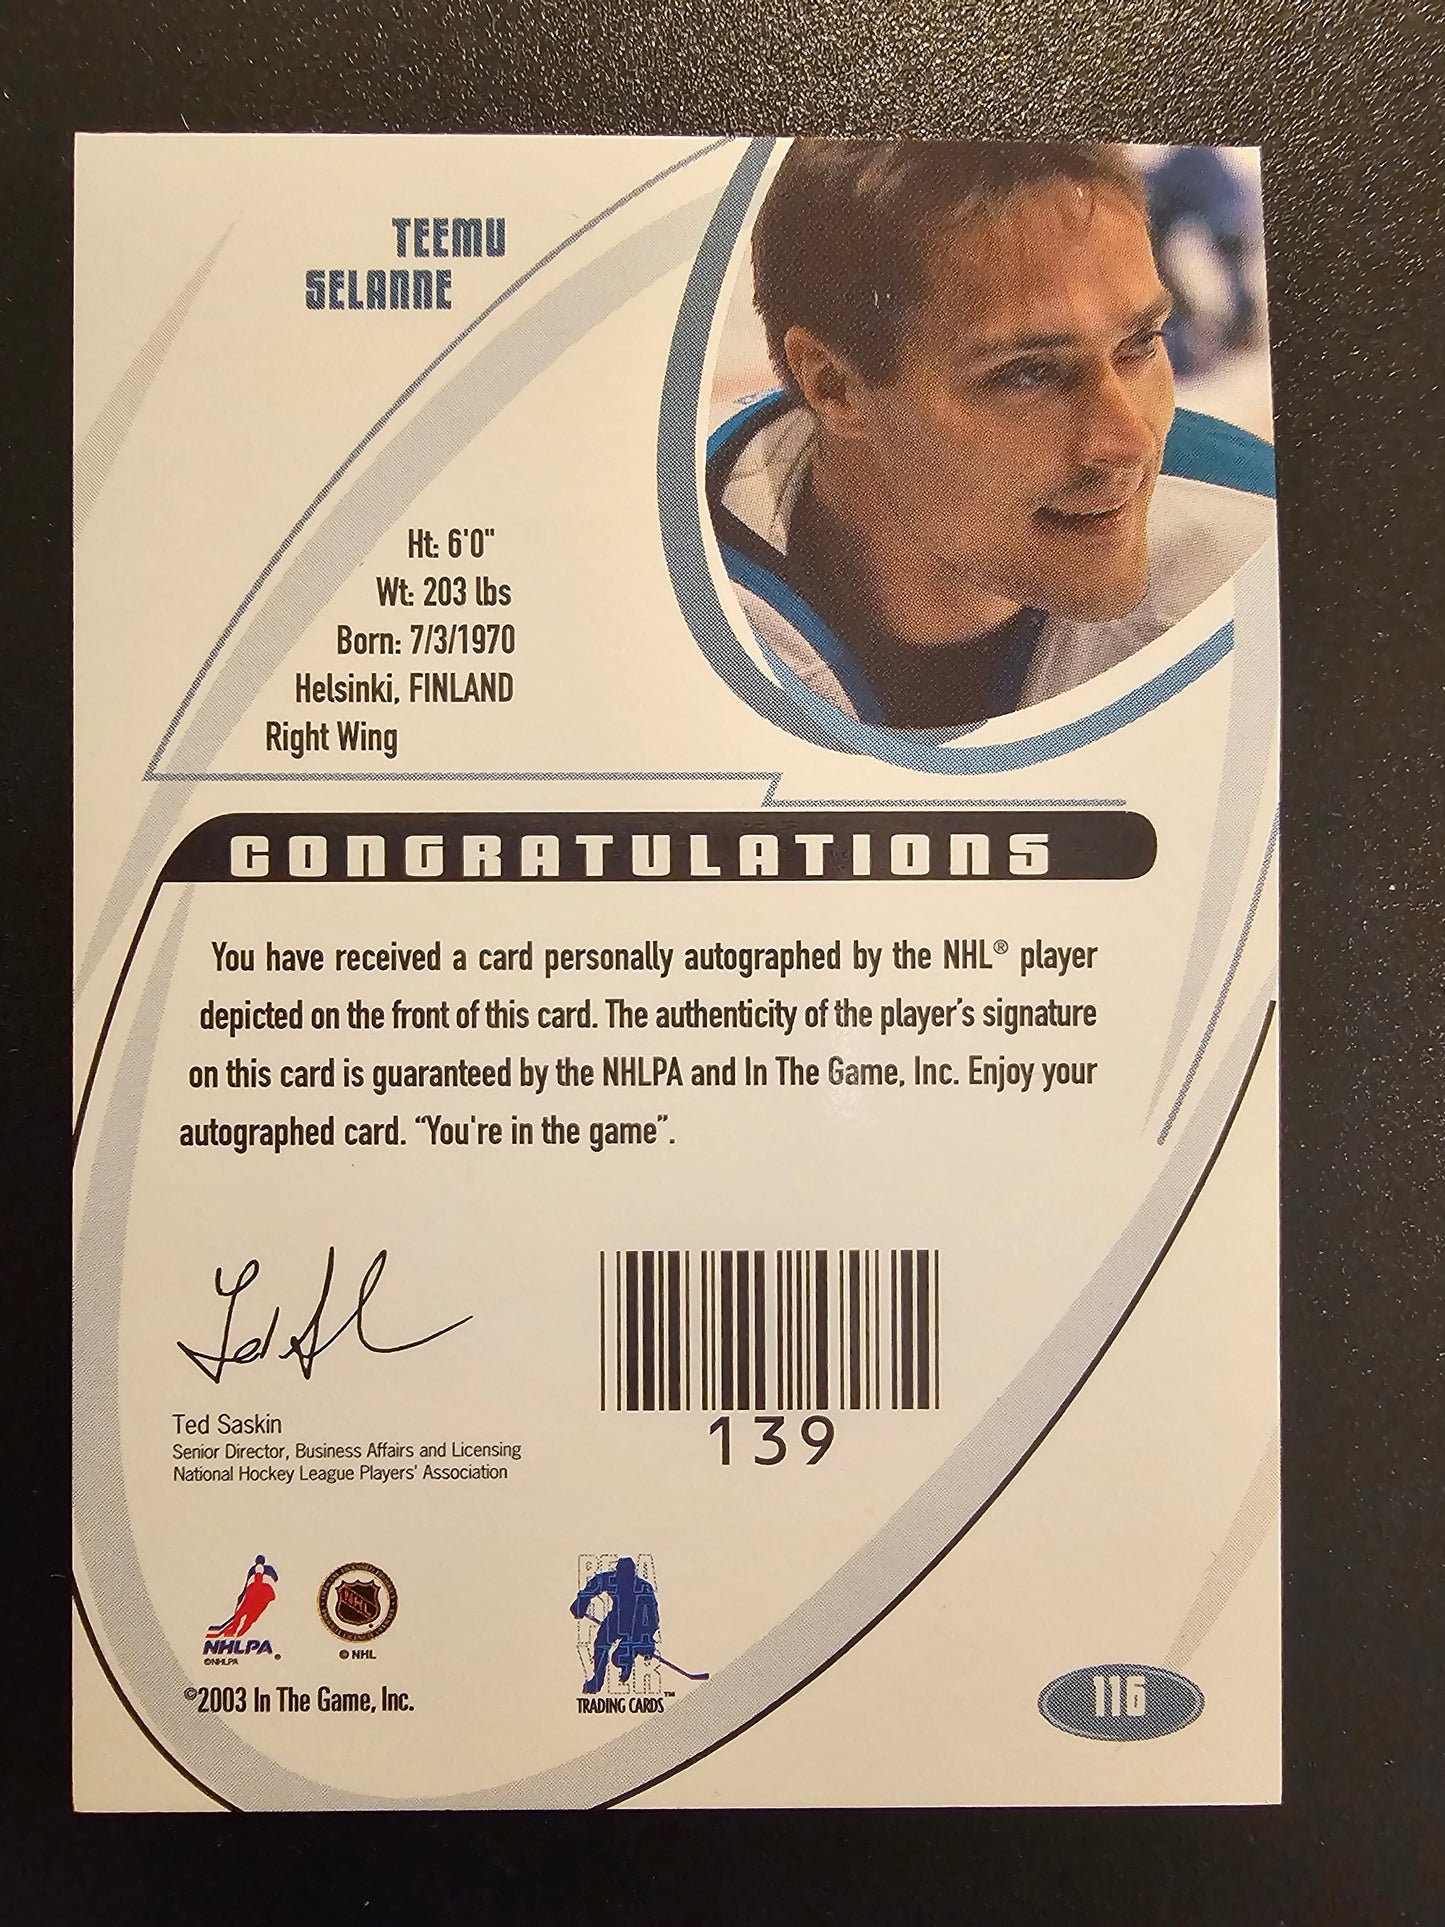 TEEMU
SELANNE
Ht: 6'0"
Wt: 203 lbs
Born: 7/3/1970
Helsinki, FINLAND
Right Wing
CONGRATULATIONS
You have received a card personally autographed by the NHL® player
depicted on the front of this card. The authenticity of the player's signature
on this card is guaranteed by the NHLPA and In The Game, Inc. Enjoy your
autographed card. “You're in the game”.
139
Ted Saskin
Senior Director, Business Affairs and Licensing
National Hockey League Players' Association
NHL
NHLPA®
©NHLPA
© NHL
BE A
PLAYER
TRADING CARDS™
©2003 In The Game, Inc.
116